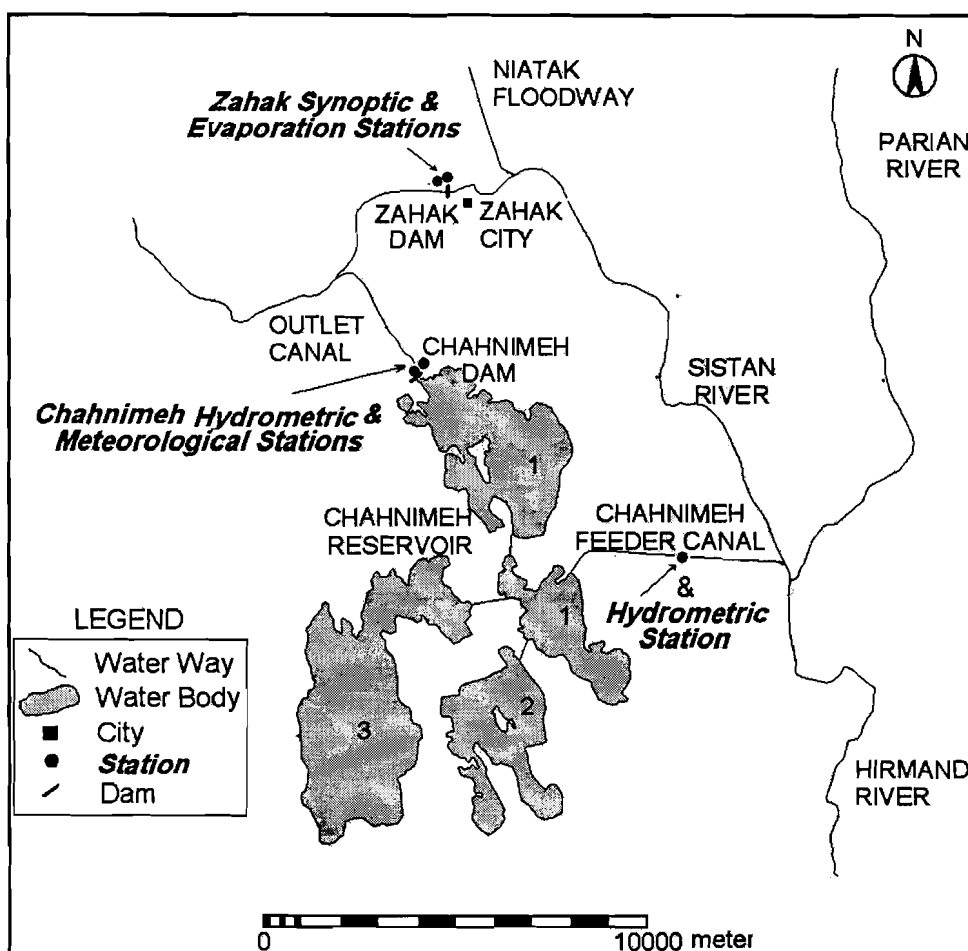 N
NIATAK
FLOODWAY
Zahak Synoptic &
Evaporation Stations
PARIAN
RIVER
ZAHAK
DAM
ZAHAK
CITY
OUTLET
CANAL
CHAHNIMEH
DAM
SISTAN
RIVER
Chahnimeh Hydrometric &
Meteorological Stations
1
CHAHNIMEH
RESERVOIR
CHAHNIMEH
FEEDER CANAL
&
Hydrometric
Station
1
2
3
HIRMAND
RIVER
LEGEND
Water Way
Water Body
City
Station
Dam
0 10000 meter